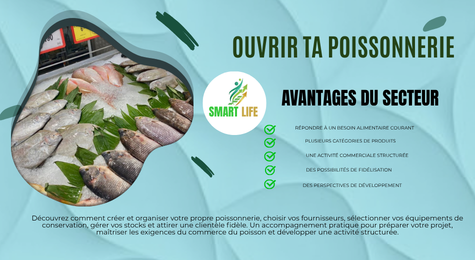 OUVRIR TA POISSONNERIE
SMART LIFE
AVANTAGES DU SECTEUR
RÉPONDRE À UN BESOIN ALIMENTAIRE COURANT
PLUSIEURS CATÉGORIES DE PRODUITS
UNE ACTIVITÉ COMMERCIALE STRUCTURÉE
DES POSSIBILITÉS DE FIDÉLISATION
DES PERSPECTIVES DE DÉVELOPPEMENT
Découvrez comment créer et organiser votre propre poissonnerie, choisir vos fournisseurs, sélectionner vos équipements de
conservation, gérer vos stocks et attirer une clientèle fidèle. Un accompagnement pratique pour préparer votre projet,
maîtriser les exigences du commerce du poisson et développer une activité structurée.